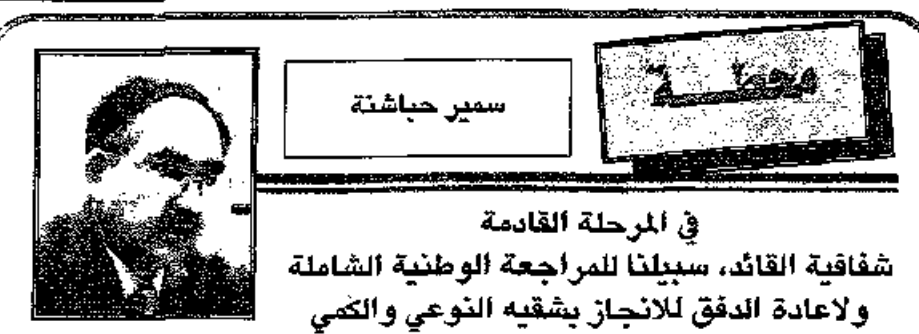 محطة
سمير حباشنة
في المرحلة القادمة
شفافية القائد، سبيلنا للمراجعة الوطنية الشاملة
ولاعادة الدفق للانجاز بشقيه النوعي والكمي